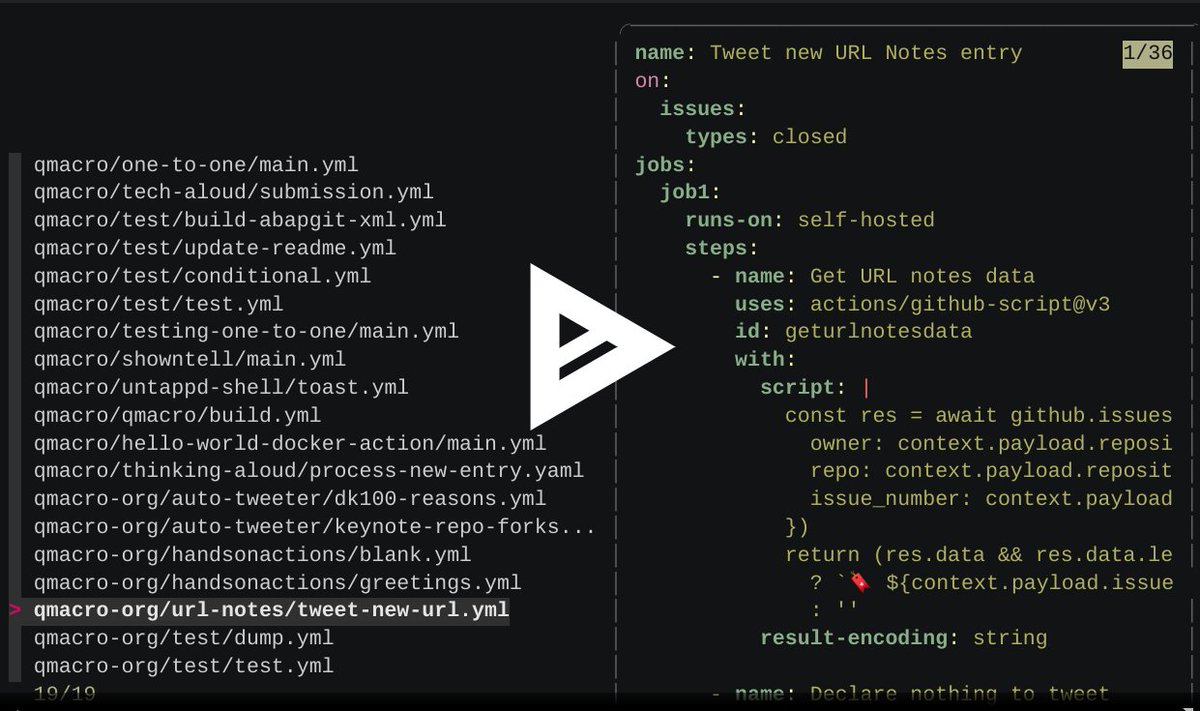 qmacro/one-to-one/main.yml
qmacro/tech-aloud/submission.yml
qmacro/test/build-abapgit-xml.yml
qmacro/test/update-readme.yml
qmacro/test/conditional.yml
qmacro/test/test.yml
qmacro/testing-one-to-one/main.yml
qmacro/showntell/main.yml
qmacro/untappd-shell/toast.yml
qmacro/qmacro/build.yml
qmacro/hello-world-docker-action/main.yml
qmacro/thinking-aloud/process-new-entry.yaml
qmacro-org/auto-tweeter/dk100-reasons.yml
qmacro-org/auto-tweeter/keynote-repo-forks...
qmacro-org/handsonactions/blank.yml
qmacro-org/handsonactions/greetings.yml
> qmacro-org/url-notes/tweet-new-url.yml
qmacro-org/test/dump.yml
qmacro-org/test/test.yml
19/19
name: Tweet new URL Notes entry 1/36
on:
issues:
types: closed
jobs:
job1:
runs-on: self-hosted
steps:
- name: Get URL notes data
uses: actions/github-script@v3
id: geturlnotesdata
with:
script: |
const res = await github.issues
owner: context.payload.reposi
repo: context.payload.reposit
issue_number: context.payload
})
return (res.data && res.data.le
? `🔖 ${context.payload.issue
: ''
result-encoding: string
- name: Declare nothing to tweet